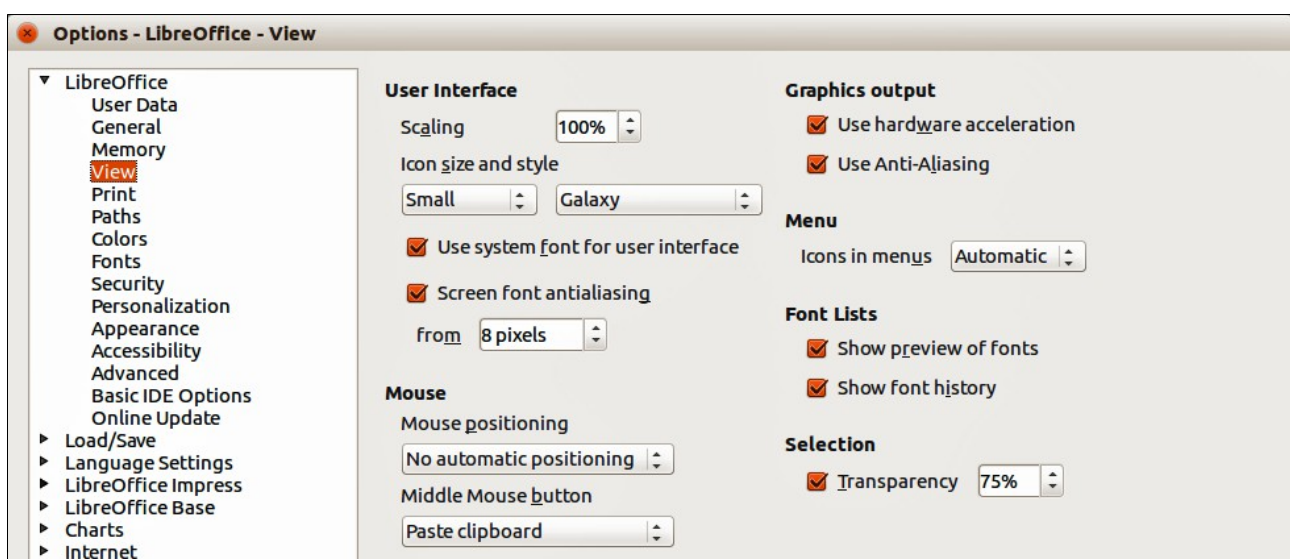 Options - LibreOffice - View
LibreOffice
User Data
General
Memory
View
Print
Paths
Colors
Fonts
Security
Personalization
Appearance
Accessibility
Advanced
Basic IDE Options
Online Update
Load/Save
Language Settings
LibreOffice Impress
LibreOffice Base
Charts
Internet
User Interface
Scaling 100%
Icon size and style
Small Galaxy
Use system font for user interface
Screen font antialiasing
from 8 pixels
Mouse
Mouse positioning
No automatic positioning
Middle Mouse button
Paste clipboard
Graphics output
Use hardware acceleration
Use Anti-Aliasing
Menu
Icons in menus Automatic
Font Lists
Show preview of fonts
Show font history
Selection
Transparency 75%